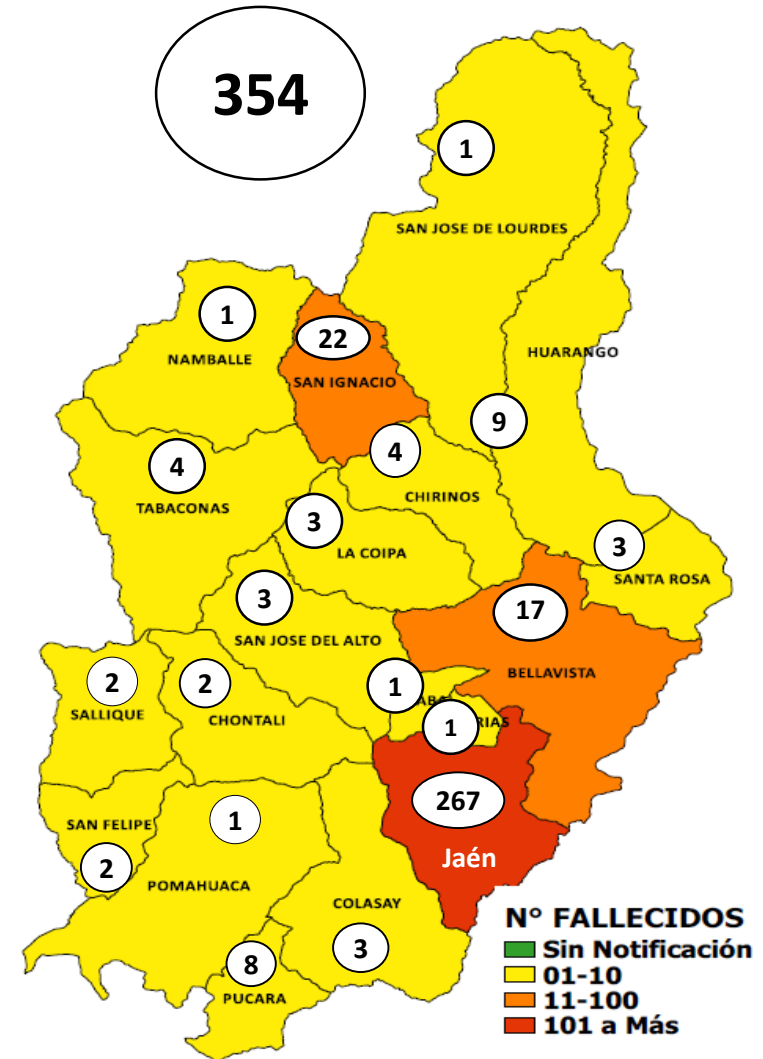 354
1
SAN JOSE DE LOURDES
1
NAMBALLE
22
SAN IGNACIO
HUARANGO
9
4
CHIRINOS
4
TABACONAS
3
LA COIPA
3
SANTA ROSA
3
SAN JOSE DEL ALTO
17
BELLAVISTA
2
SALLIQUE
2
CHONTALI
1
1
267
Jaén
SAN FELIPE
2
1
POMAHUACA
COLASAY
3
8
PUCARA
N° FALLECIDOS
Sin Notificación
01-10
11-100
101 a Más